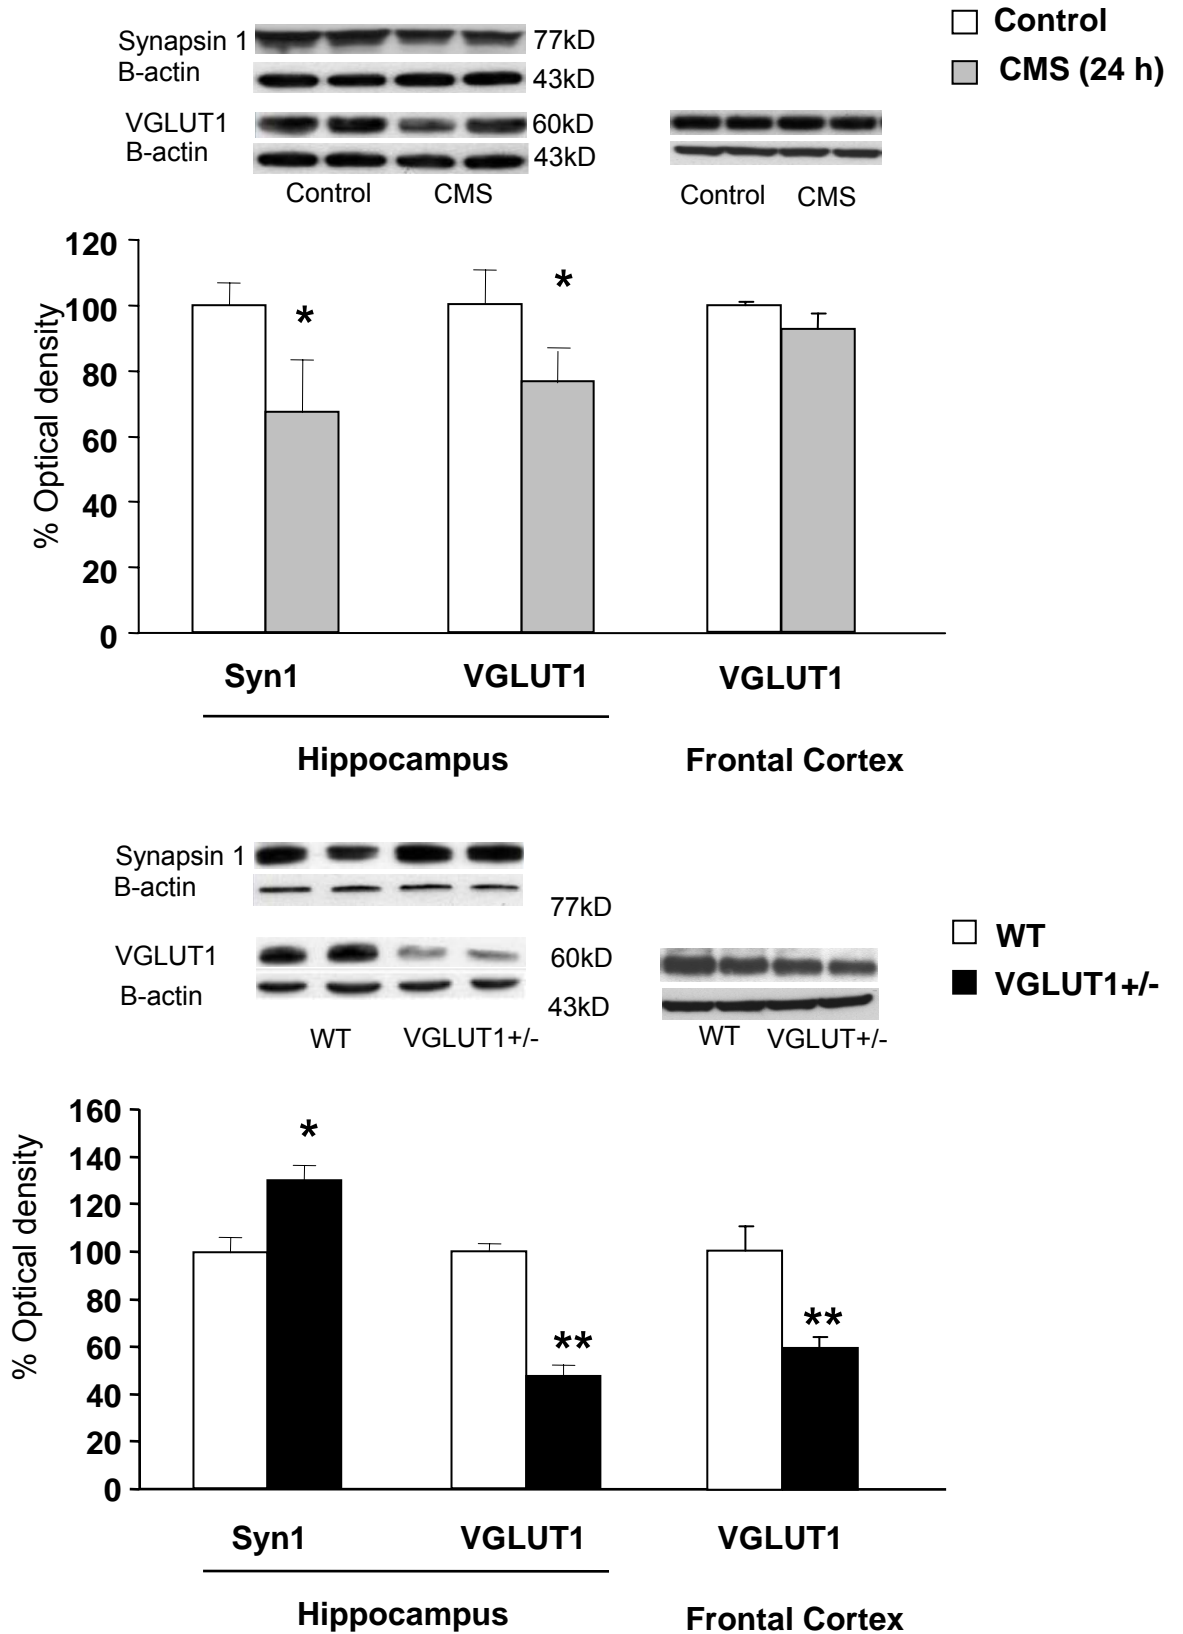 Control
CMS (24 h)
Synapsin 1
77kD
B-actin
43kD
VGLUT1
60kD
B-actin
43kD
Control CMS
Control CMS
% Optical density
120
100
80
60
40
20
0
*
*
Syn1 VGLUT1 VGLUT1
Hippocampus Frontal Cortex
Synapsin 1
B-actin
77kD
VGLUT1
60kD
B-actin
43kD
WT VGLUT1+/-
WT VGLUT+/-
WT
VGLUT1+/-
% Optical density
160
140
120
100
80
60
40
20
0
*
**
**
Syn1 VGLUT1 VGLUT1
Hippocampus Frontal Cortex